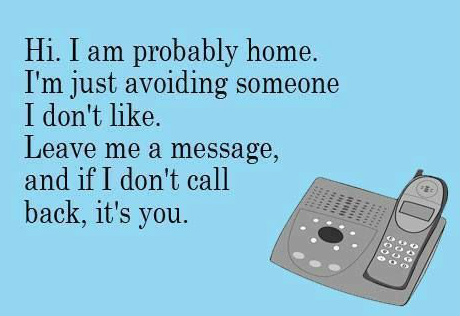 Hi. I am probably home.
I'm just avoiding someone
I don't like.
Leave me a message,
and if I don't call
back, it's you.